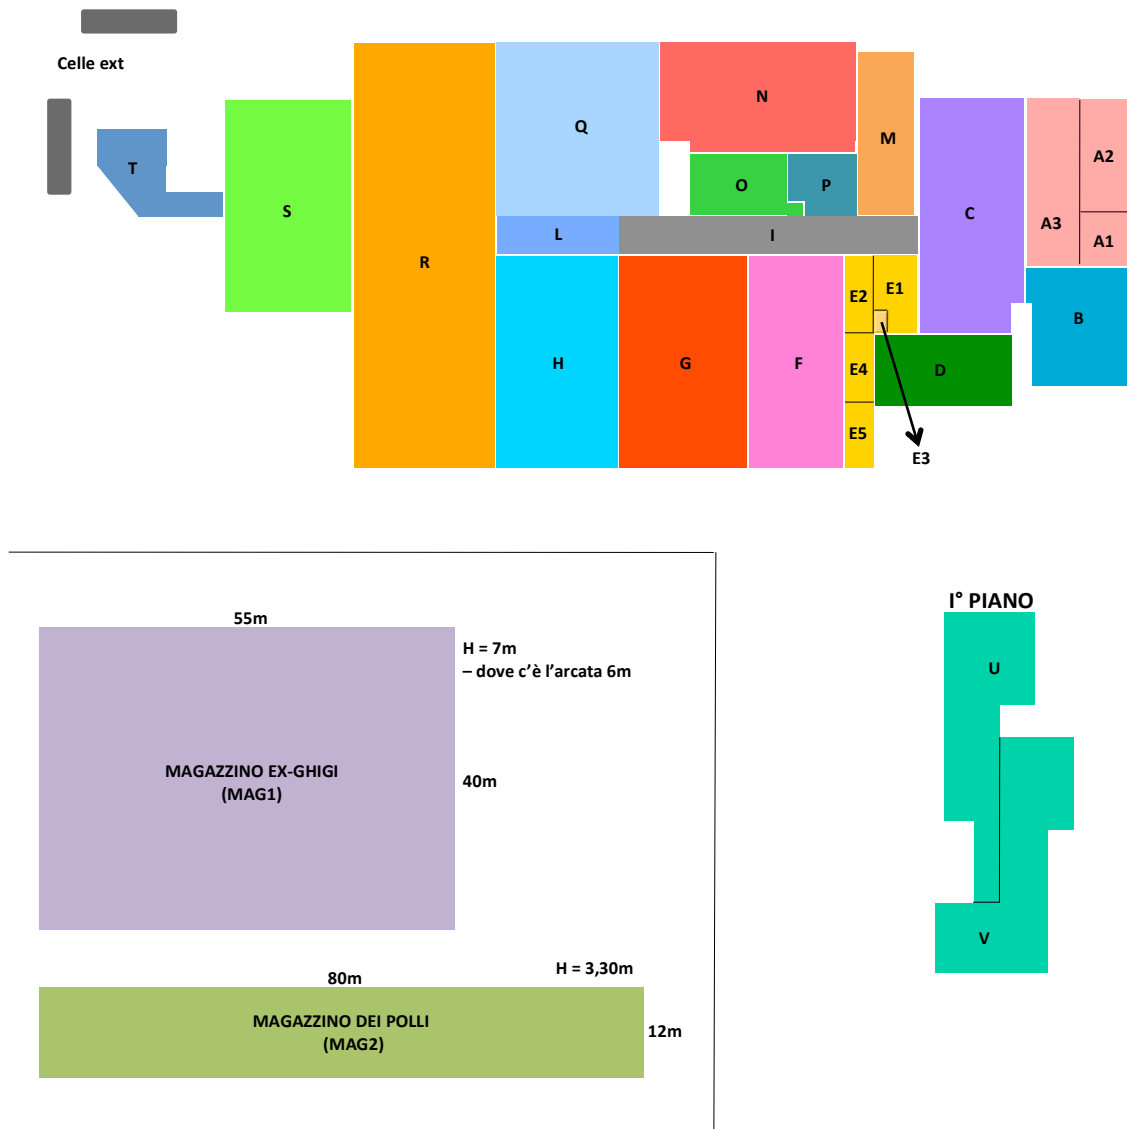 Celle ext
N
Q
M
A2
T
O
P
S
C
A3
A1
L
I
R
E2
E1
B
H
G
F
E4
D
E5
E3
I° PIANO
55m
H = 7m
– dove c'è l'arcata 6m
U
MAGAZZINO EX-GHIGI
(MAG1)
40m
V
H = 3,30m
80m
MAGAZZINO DEI POLLI
(MAG2)
12m